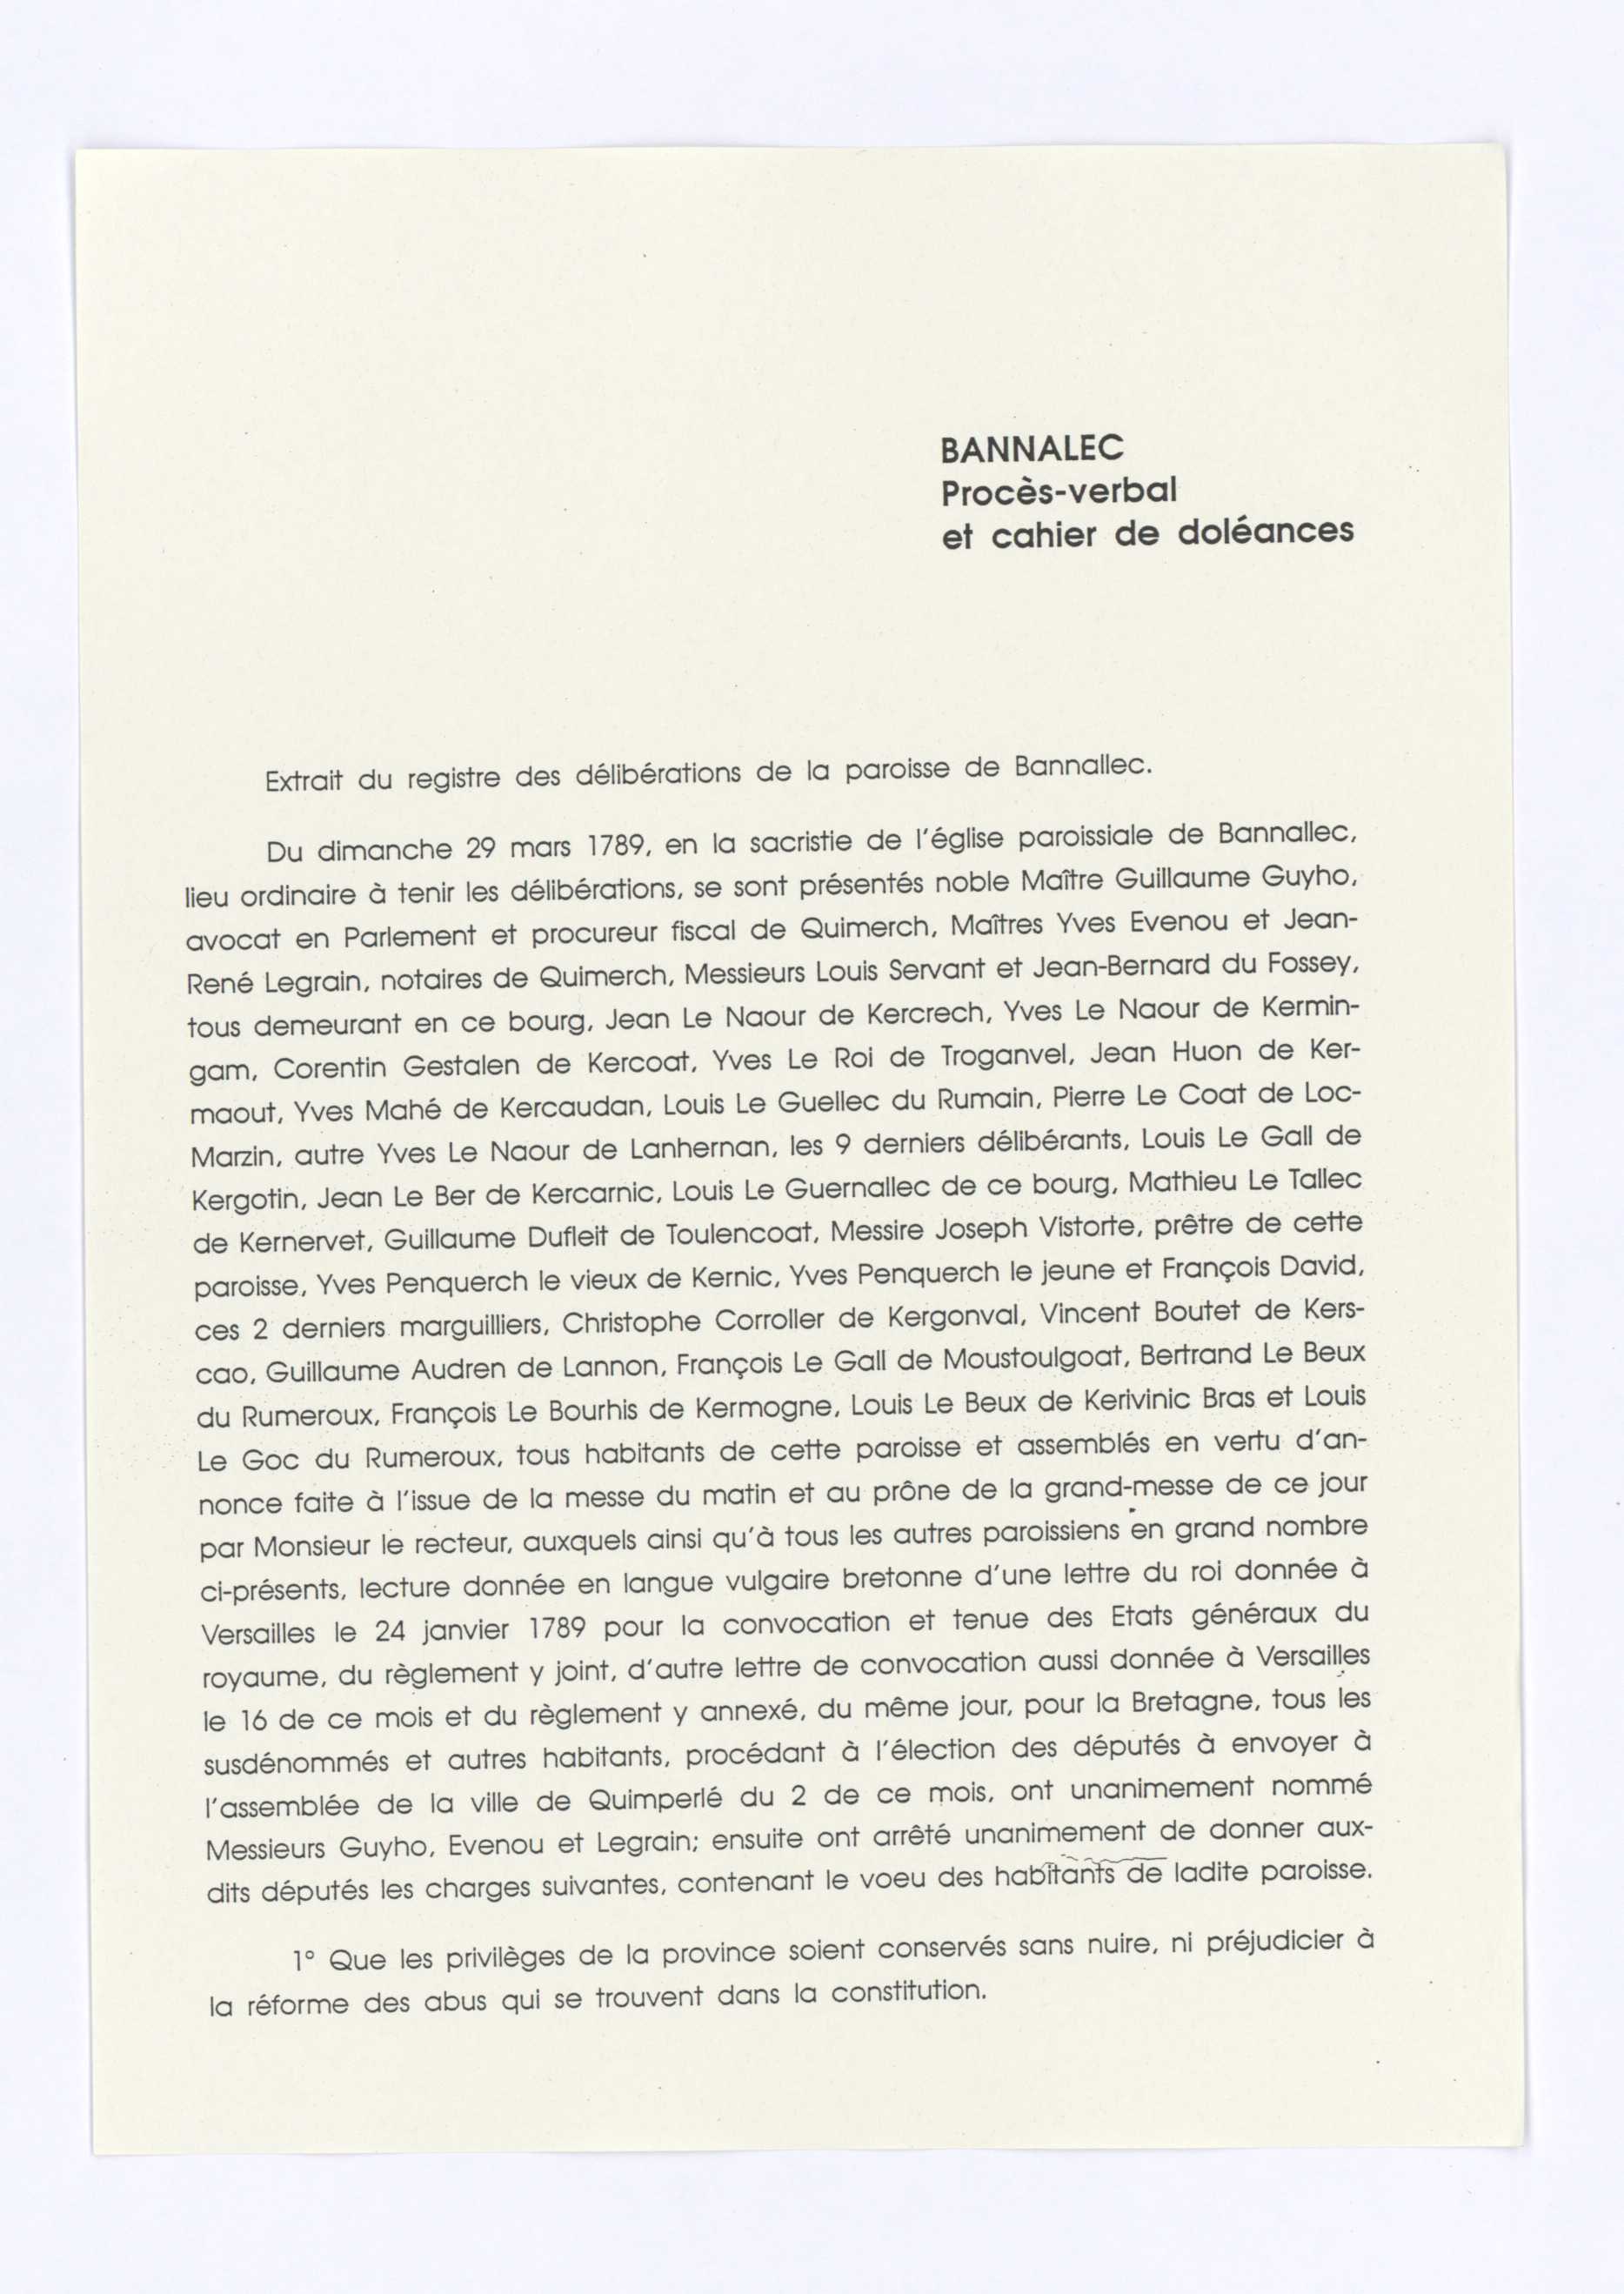 BANNALEC
Procès-verbal
et cahier de doléances
Extrait du registre des délibérations de la paroisse de Bannallec.
Du dimanche 29 mars 1789, en la sacristie de l'église paroissiale de Bannallec,
lieu ordinaire à tenir les délibérations, se sont présentés noble Maître Guillaume Guyho,
avocat en Parlement et procureur fiscal de Quimerch, Maîtres Yves Evenou et Jean-
René Legrain, notaires de Quimerch, Messieurs Louis Servant et Jean-Bernard du Fossey,
tous demeurant en ce bourg, Jean Le Naour de Kercrech, Yves Le Naour de Kermin-
gam, Corentin Gestalen de Kercoat, Yves Le Roi de Troganvel, Jean Huon de Ker-
maout, Yves Mahé de Kercaudan, Louis Le Guellec du Rumain, Pierre Le Coat de Loc-
Marzin, autre Yves Le Naour de Lanhernan, les 9 derniers délibérants, Louis Le Gall de
Kergotin, Jean Le Ber de Kercarnic, Louis Le Guernallec de ce bourg, Mathieu Le Tallec
de Kernervet, Guillaume Dufleit de Toulencoat, Messire Joseph Vistorte, prêtre de cette
paroisse, Yves Penquerch le vieux de Kernic, Yves Penquerch le jeune et François David,
ces 2 derniers marguilliers, Christophe Corroller de Kergonval, Vincent Boutet de Kers-
cao, Guillaume Audren de Lannon, François Le Gall de Moustoulgoat, Bertrand Le Beux
du Rumeroux, François Le Bourhis de Kermogne, Louis Le Beux de Kerivinic Bras et Louis
Le Goc du Rumeroux, tous habitants de cette paroisse et assemblés en vertu d'an-
nonce faite à l'issue de la messe du matin et au prône de la grand-messe de ce jour
par Monsieur le recteur, auxquels ainsi qu'à tous les autres paroissiens en grand nombre
ci-présents, lecture donnée en langue vulgaire bretonne d'une lettre du roi donnée à
Versailles le 24 janvier 1789 pour la convocation et tenue des Etats généraux du
royaume, du règlement y joint, d'autre lettre de convocation aussi donnée à Versailles
le 16 de ce mois et du règlement y annexé, du même jour, pour la Bretagne, tous les
susdénommés et autres habitants, procédant à l'élection des députés à envoyer à
l'assemblée de la ville de Quimperlé du 2 de ce mois, ont unanimement nommé
Messieurs Guyho, Evenou et Legrain; ensuite ont arrêté unanimement de donner aux-
dits députés les charges suivantes, contenant le voeu des habitants de ladite paroisse.
1° Que les privilèges de la province soient conservés sans nuire, ni préjudicier à
la réforme des abus qui se trouvent dans la constitution.